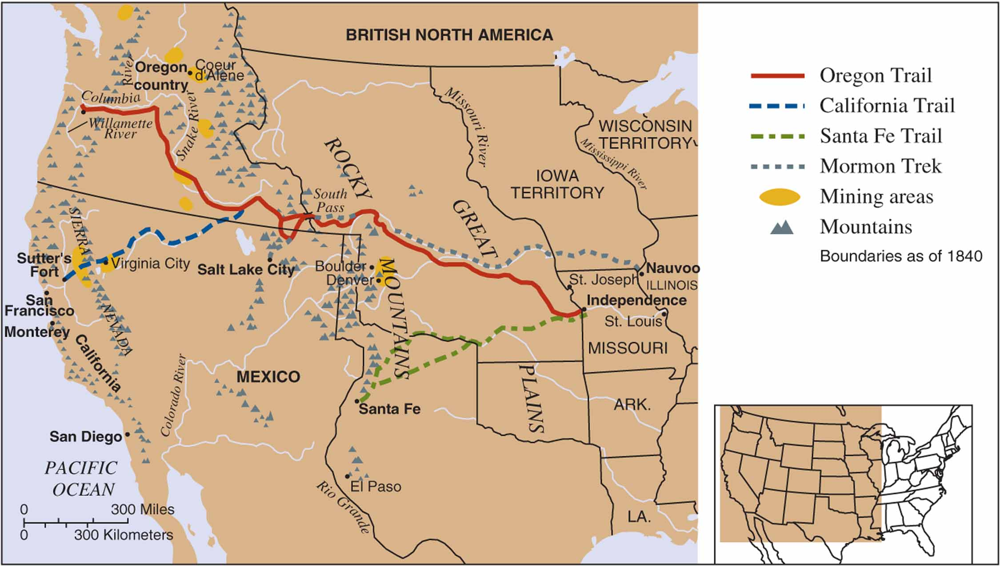 BRITISH NORTH AMERICA
River
Oregon
country
Coeur
d'Alene
Columbia
Willamette
River
Snake River
Missouri River
WISCONSIN
TERRITORY
Mississippi River
IOWA
TERRITORY
ROCKY
South
Pass
GREAT
SIERRA
Sutter's
Fort
Virginia City
Salt Lake City
Boulder
Denver
MOUNTAINS
Nauvoo
St. Joseph
ILLINOIS
Independence
San
Francisco
St. Louis
Monterey
NEVADA
California
MISSOURI
MEXICO
Colorado River
PLAINS
ARK.
Santa Fe
San Diego
PACIFIC
OCEAN
El Paso
Rio Grande
LA.
0 300 Miles
0 300 Kilometers
Oregon Trail
California Trail
Santa Fe Trail
Mormon Trek
Mining areas
Mountains
Boundaries as of 1840